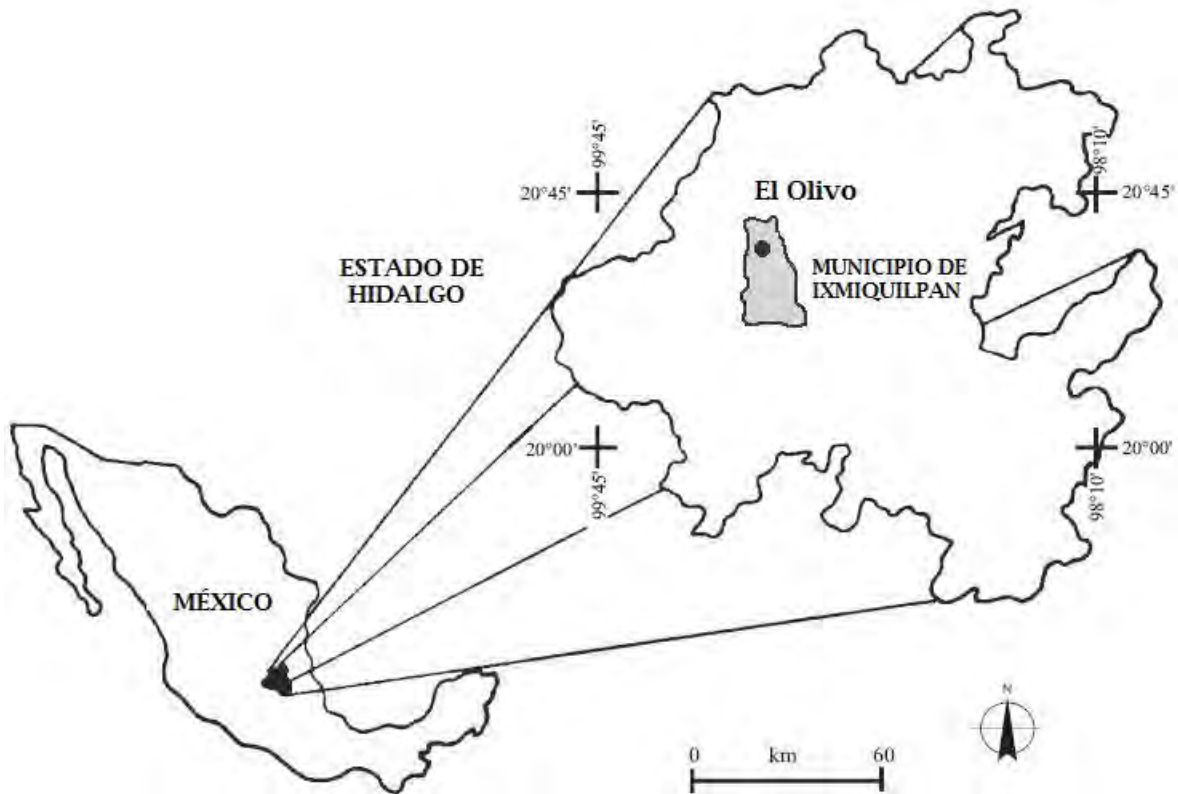 99°45'
98°10'
20°45'
20°45'
El Olivo
ESTADO DE
HIDALGO
MUNICIPIO DE
IXMIQUILPAN
20°00'
20°00'
99°45'
98°10'
MÉXICO
N
0 km 60